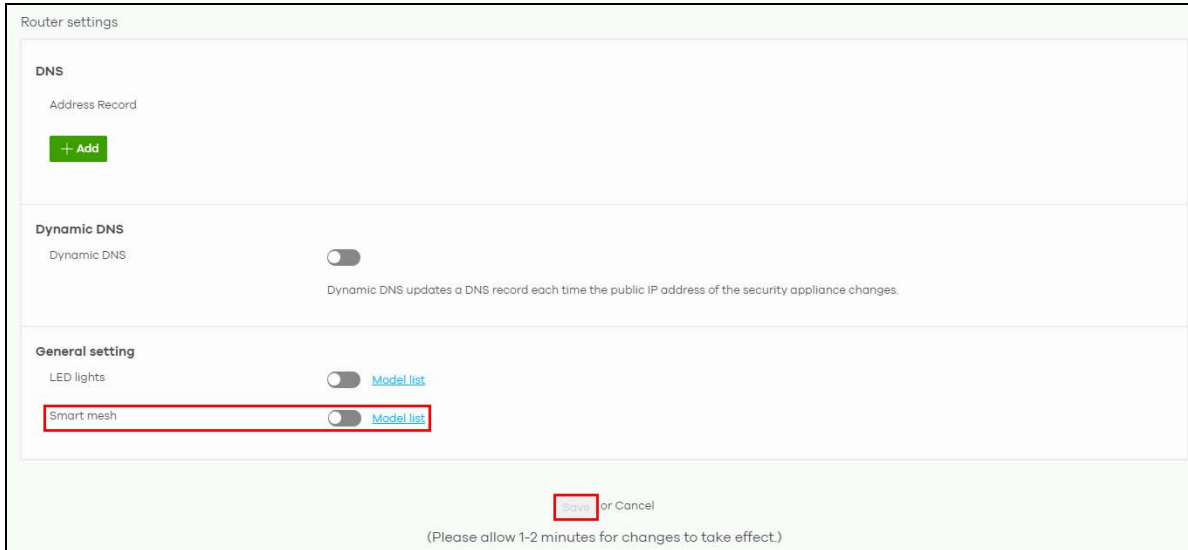 Router settings
DNS
Address Record
+ Add
Dynamic DNS
Dynamic DNS
Dynamic DNS updates a DNS record each time the public IP address of the security appliance changes.
General setting
LED lights Model list
Smart mesh Model list
Save or Cancel
(Please allow 1-2 minutes for changes to take effect.)